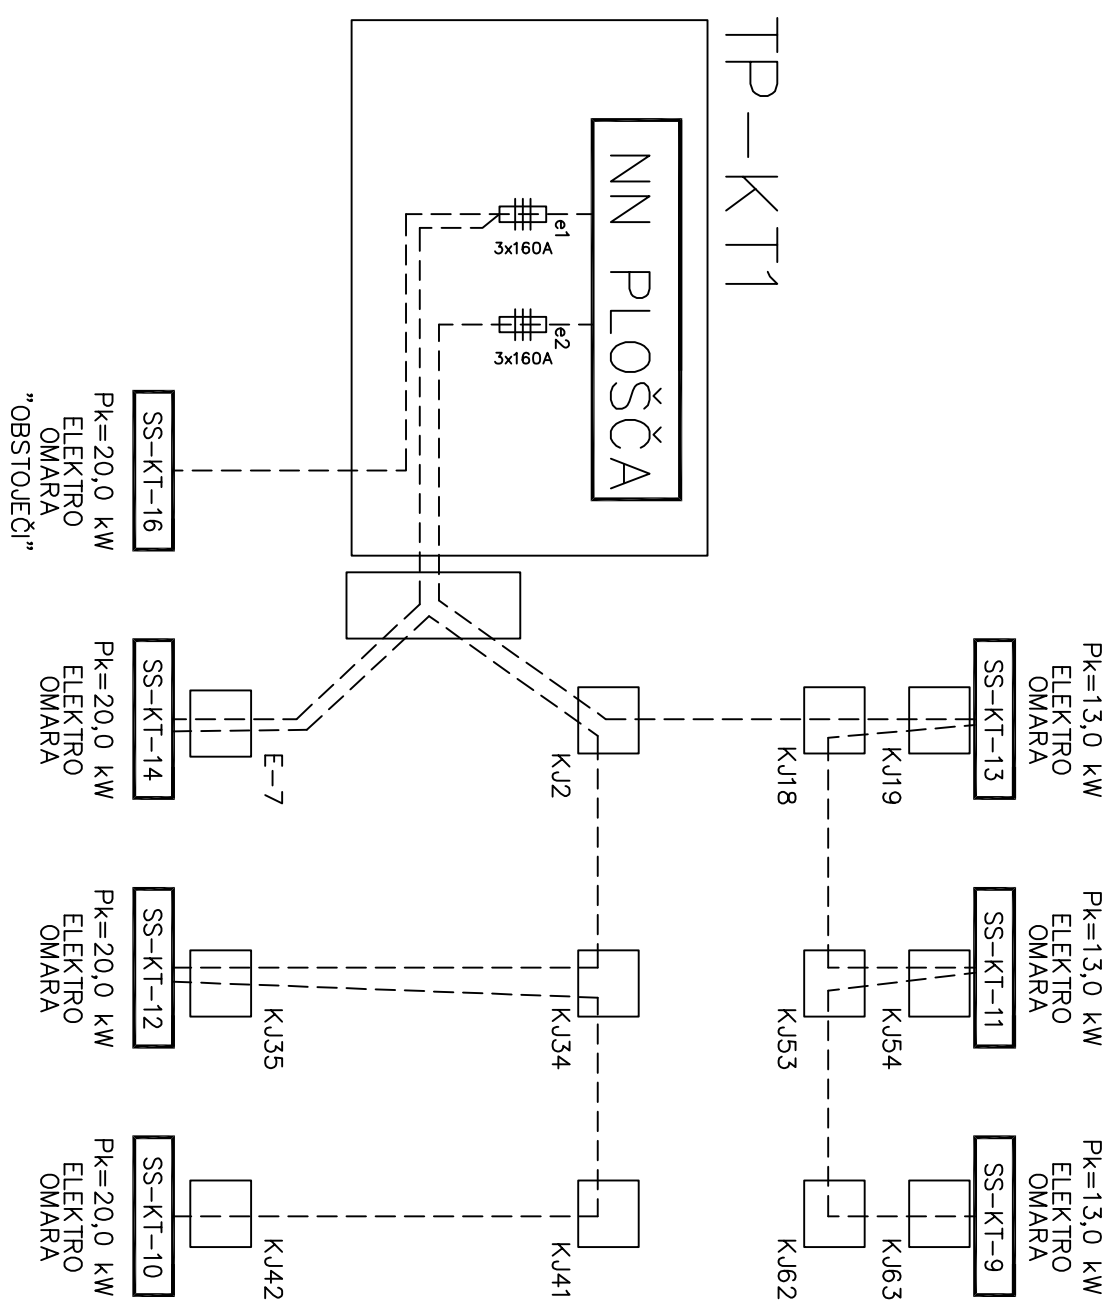 TP-KT1
NN PLOŠČA
e1
3x160A
e2
3x160A
Pk=13,0 kW
ELEKTRO
OMARA
SS-KT-13
KJ19
KJ18
KJ2
E-7
SS-KT-14
Pk=20,0 kW
ELEKTRO
OMARA
SS-KT-16
Pk=20,0 kW
ELEKTRO
OMARA
"OBSTOJEČI"
Pk=13,0 kW
ELEKTRO
OMARA
SS-KT-11
KJ54
KJ53
KJ34
KJ35
SS-KT-12
Pk=20,0 kW
ELEKTRO
OMARA
Pk=13,0 kW
ELEKTRO
OMARA
SS-KT-9
KJ63
KJ62
KJ41
KJ42
SS-KT-10
Pk=20,0 kW
ELEKTRO
OMARA